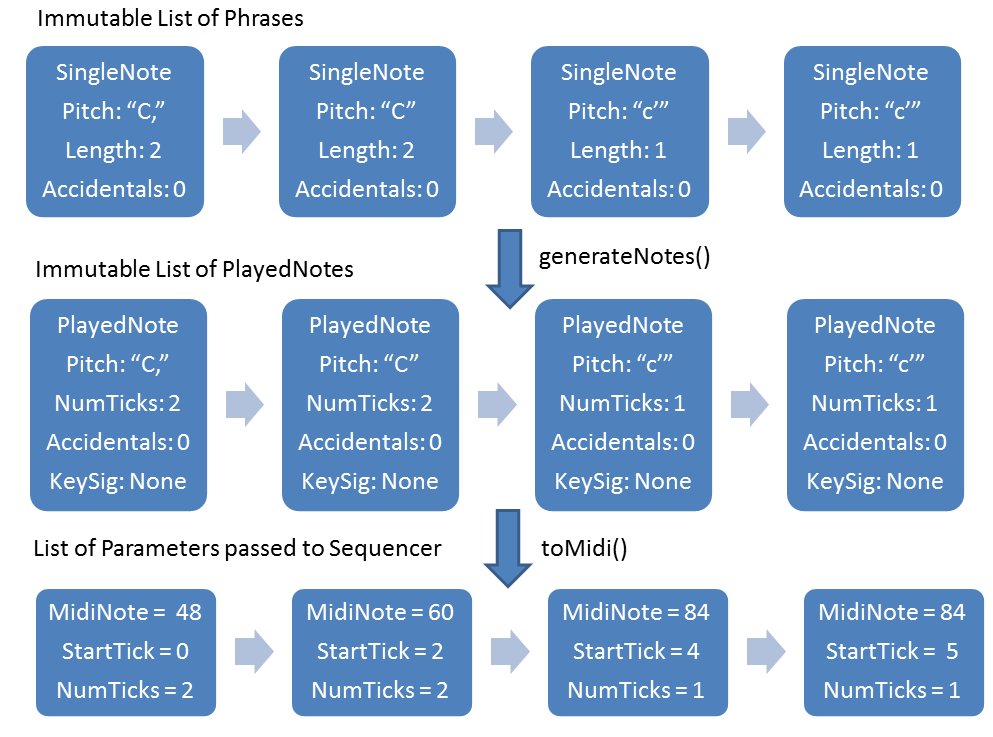 Immutable List of Phrases
SingleNote
Pitch: “C,”
Length: 2
Accidentals: 0
SingleNote
Pitch: “C”
Length: 2
Accidentals: 0
SingleNote
Pitch: “c’”
Length: 1
Accidentals: 0
SingleNote
Pitch: “c’”
Length: 1
Accidentals: 0
generateNotes()
Immutable List of PlayedNotes
PlayedNote
Pitch: “C,”
NumTicks: 2
Accidentals: 0
KeySig: None
PlayedNote
Pitch: “C”
NumTicks: 2
Accidentals: 0
KeySig: None
PlayedNote
Pitch: “c’”
NumTicks: 1
Accidentals: 0
KeySig: None
PlayedNote
Pitch: “c’”
NumTicks: 1
Accidentals: 0
KeySig: None
List of Parameters passed to Sequencer
toMidi()
MidiNote = 48
StartTick = 0
NumTicks = 2
MidiNote = 60
StartTick = 2
NumTicks = 2
MidiNote = 84
StartTick = 4
NumTicks = 1
MidiNote = 84
StartTick = 5
NumTicks = 1